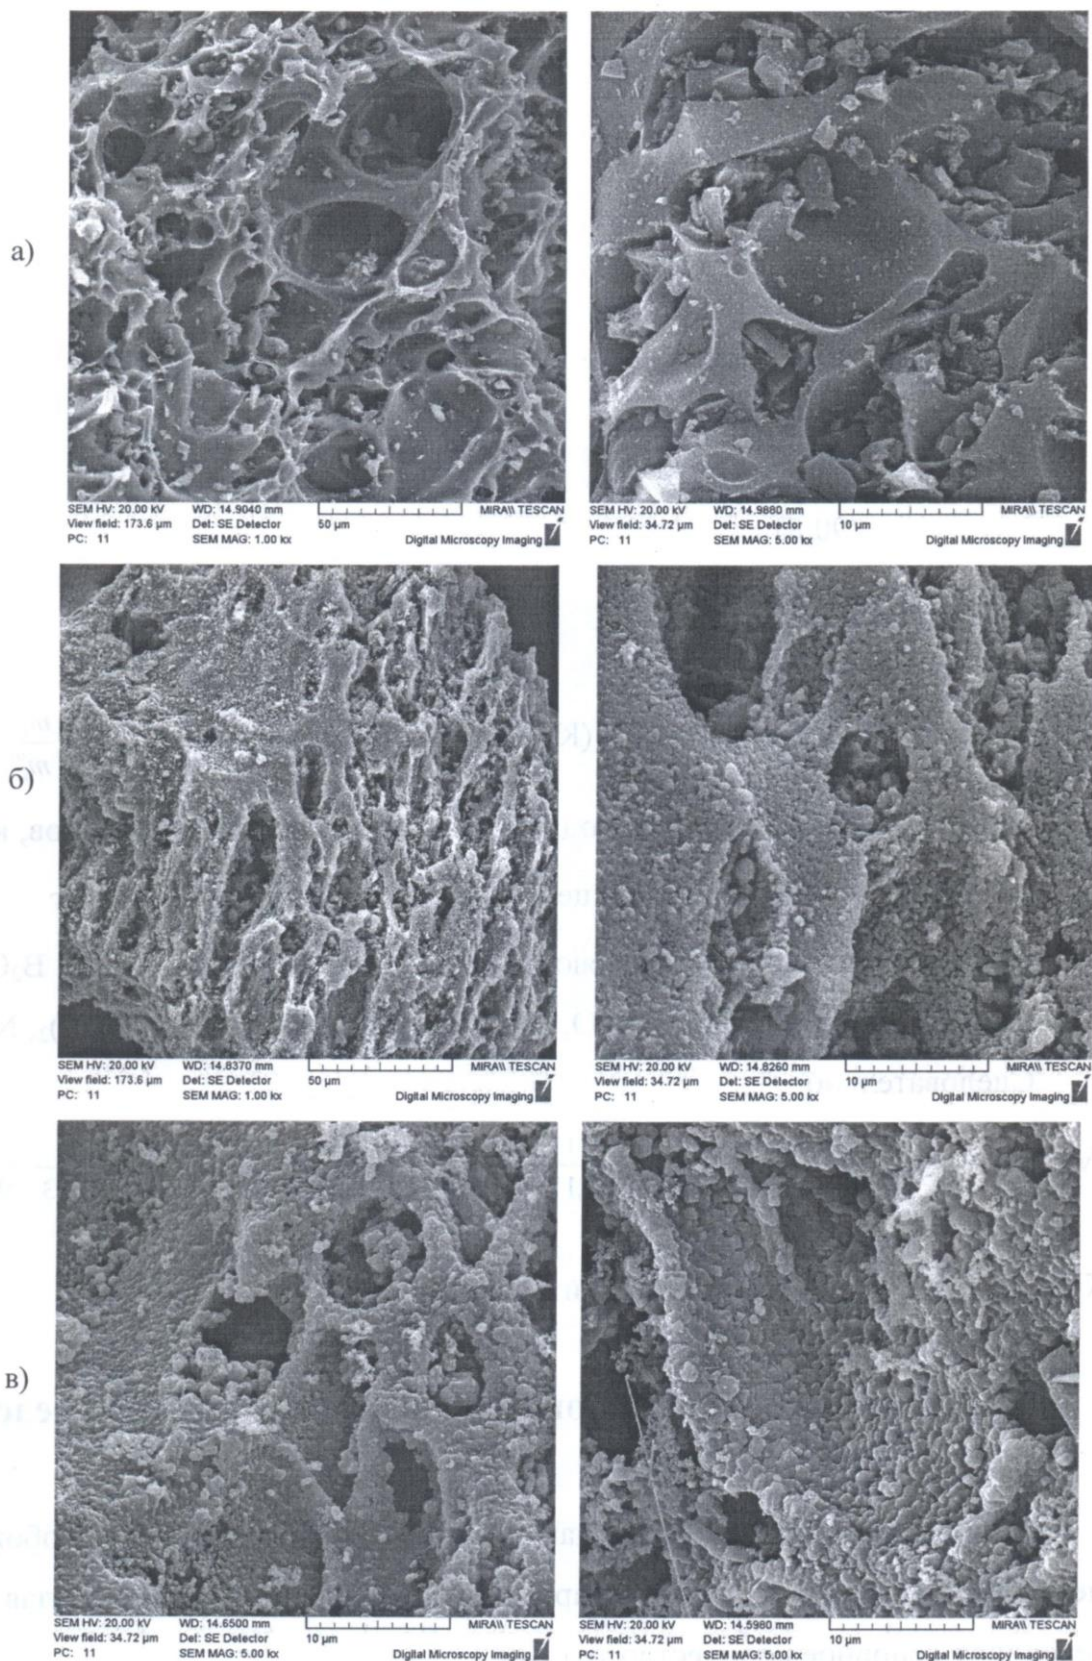 а)
SEM HV: 20.00 kV WD: 14.9040 mm MIRA\\ TESCAN
View field: 173.6 µm Det: SE Detector 50 µm
PC: 11 SEM MAG: 1.00 kx Digital Microscopy Imaging
SEM HV: 20.00 kV WD: 14.9880 mm MIRA\\ TESCAN
View field: 34.72 µm Det: SE Detector 10 µm
PC: 11 SEM MAG: 5.00 kx Digital Microscopy Imaging
б)
SEM HV: 20.00 kV WD: 14.8370 mm MIRA\\ TESCAN
View field: 173.6 µm Det: SE Detector 50 µm
PC: 11 SEM MAG: 1.00 kx Digital Microscopy Imaging
SEM HV: 20.00 kV WD: 14.8260 mm MIRA\\ TESCAN
View field: 34.72 µm Det: SE Detector 10 µm
PC: 11 SEM MAG: 5.00 kx Digital Microscopy Imaging
в)
SEM HV: 20.00 kV WD: 14.6500 mm MIRA\\ TESCAN
View field: 34.72 µm Det: SE Detector 10 µm
PC: 11 SEM MAG: 5.00 kx Digital Microscopy Imaging
SEM HV: 20.00 kV WD: 14.5980 mm MIRA\\ TESCAN
View field: 34.72 µm Det: SE Detector 10 µm
PC: 11 SEM MAG: 5.00 kx Digital Microscopy Imaging